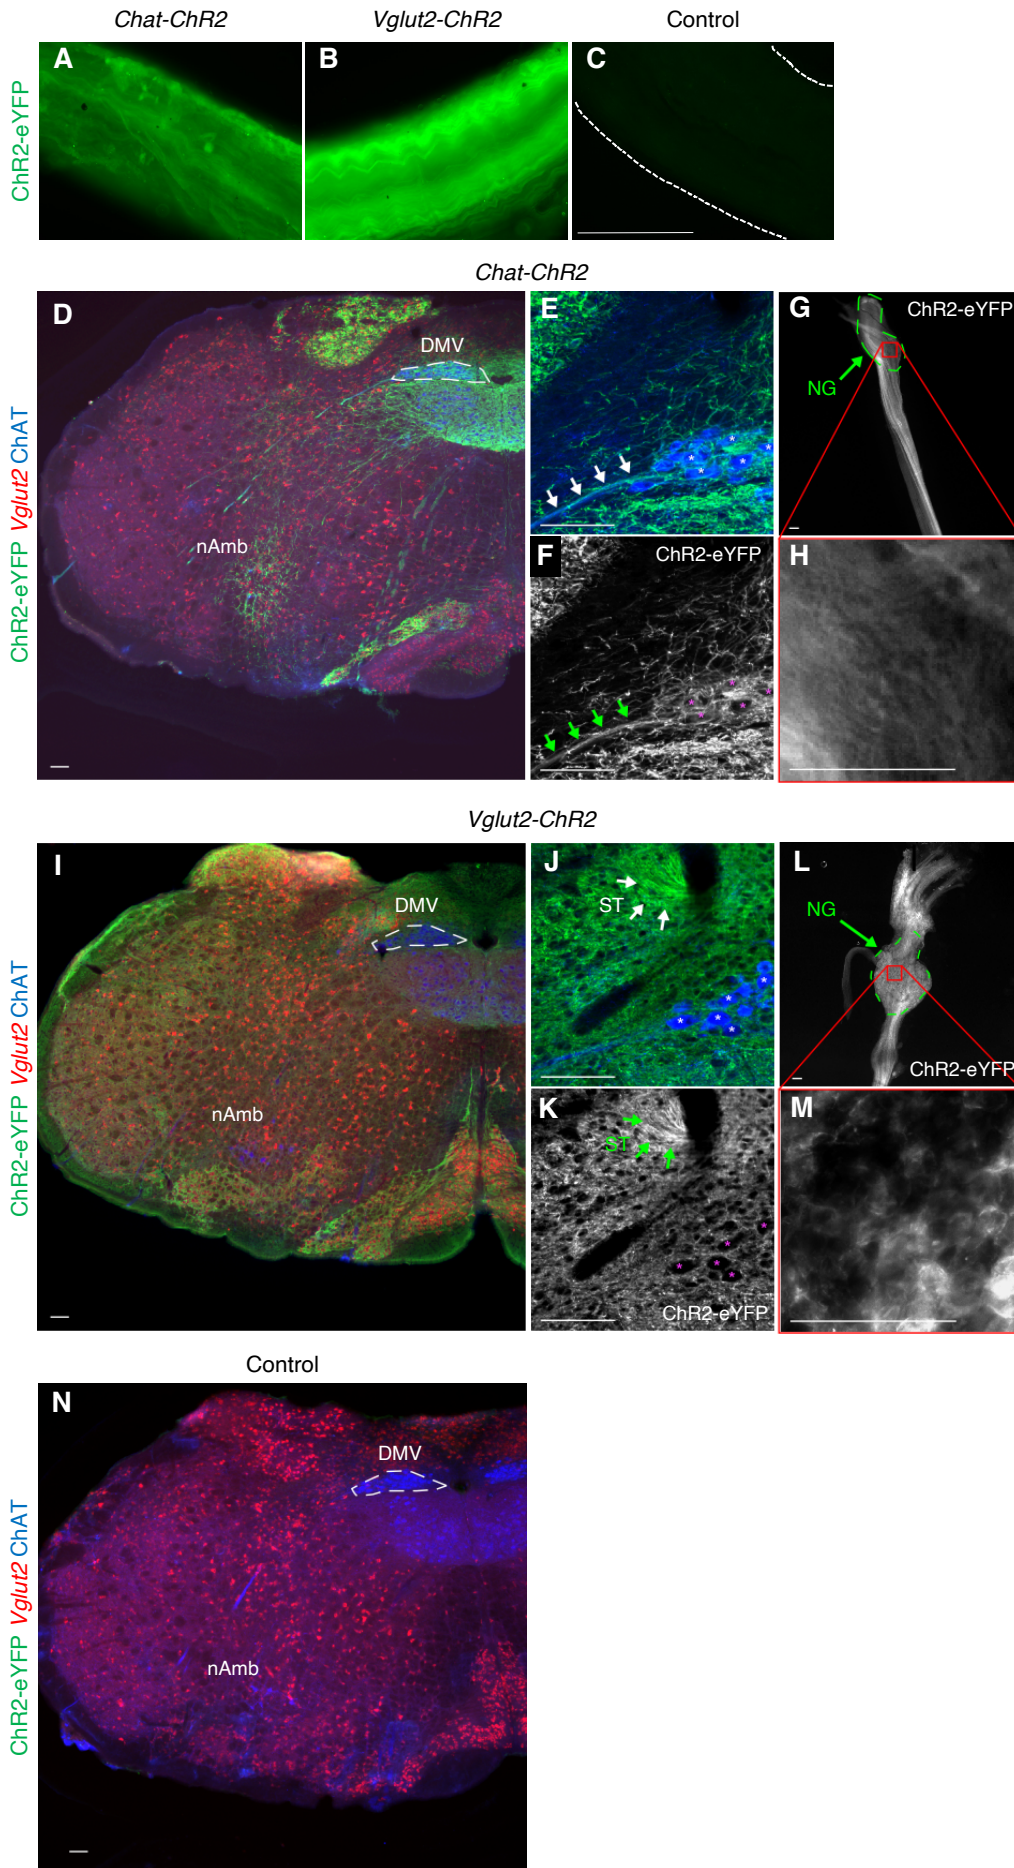 Chat-ChR2 Vglut2-ChR2 Control
A B C
ChR2-eYFP
Chat-ChR2
D E G ChR2-eYFP
DMV
NG
nAmb
F ChR2-eYFP H
ChR2-eYFP Vglut2 ChAT
Vglut2-ChR2
I J L
DMV ST NG
ChR2-eYFP
nAmb
K M
ST
ChR2-eYFP
ChR2-eYFP Vglut2 ChAT
Control
N
DMV
nAmb
ChR2-eYFP Vglut2 ChAT